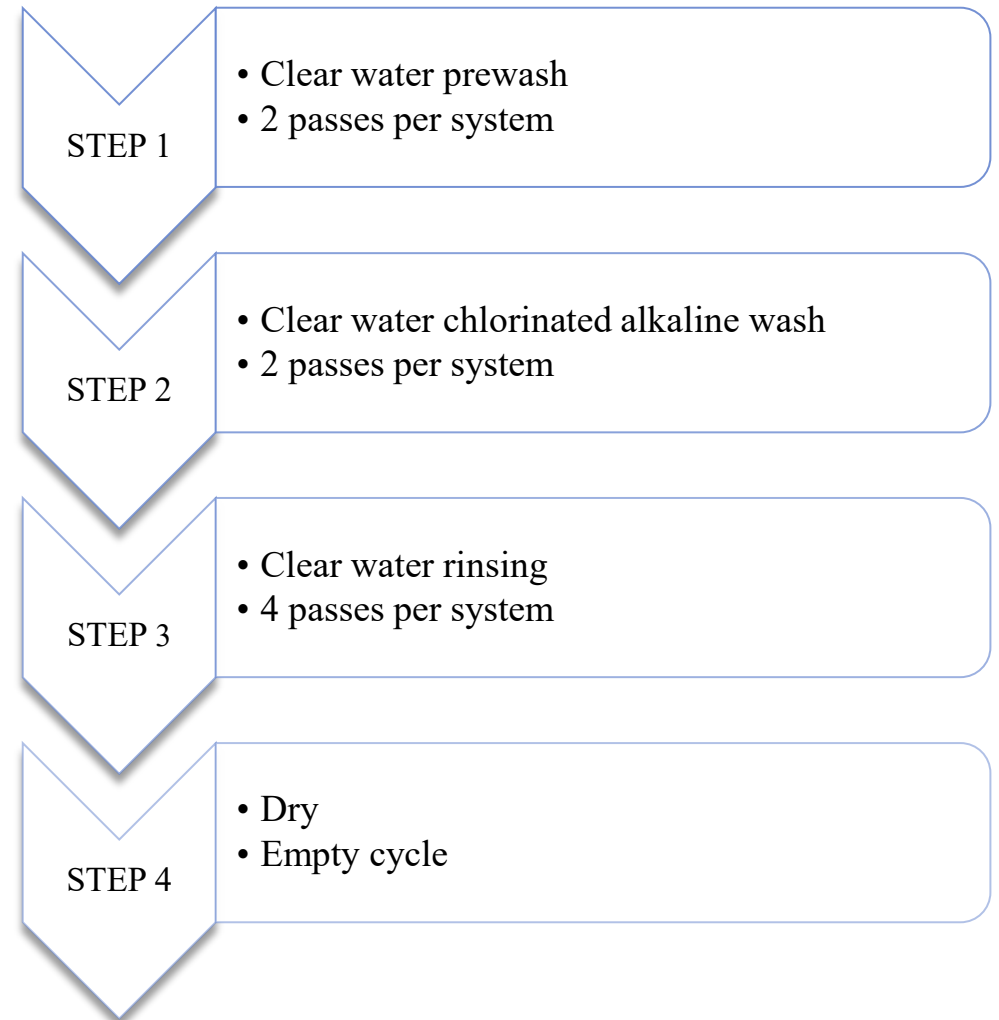 STEP 1
• Clear water prewash
• 2 passes per system
STEP 2
• Clear water chlorinated alkaline wash
• 2 passes per system
STEP 3
• Clear water rinsing
• 4 passes per system
STEP 4
• Dry
• Empty cycle